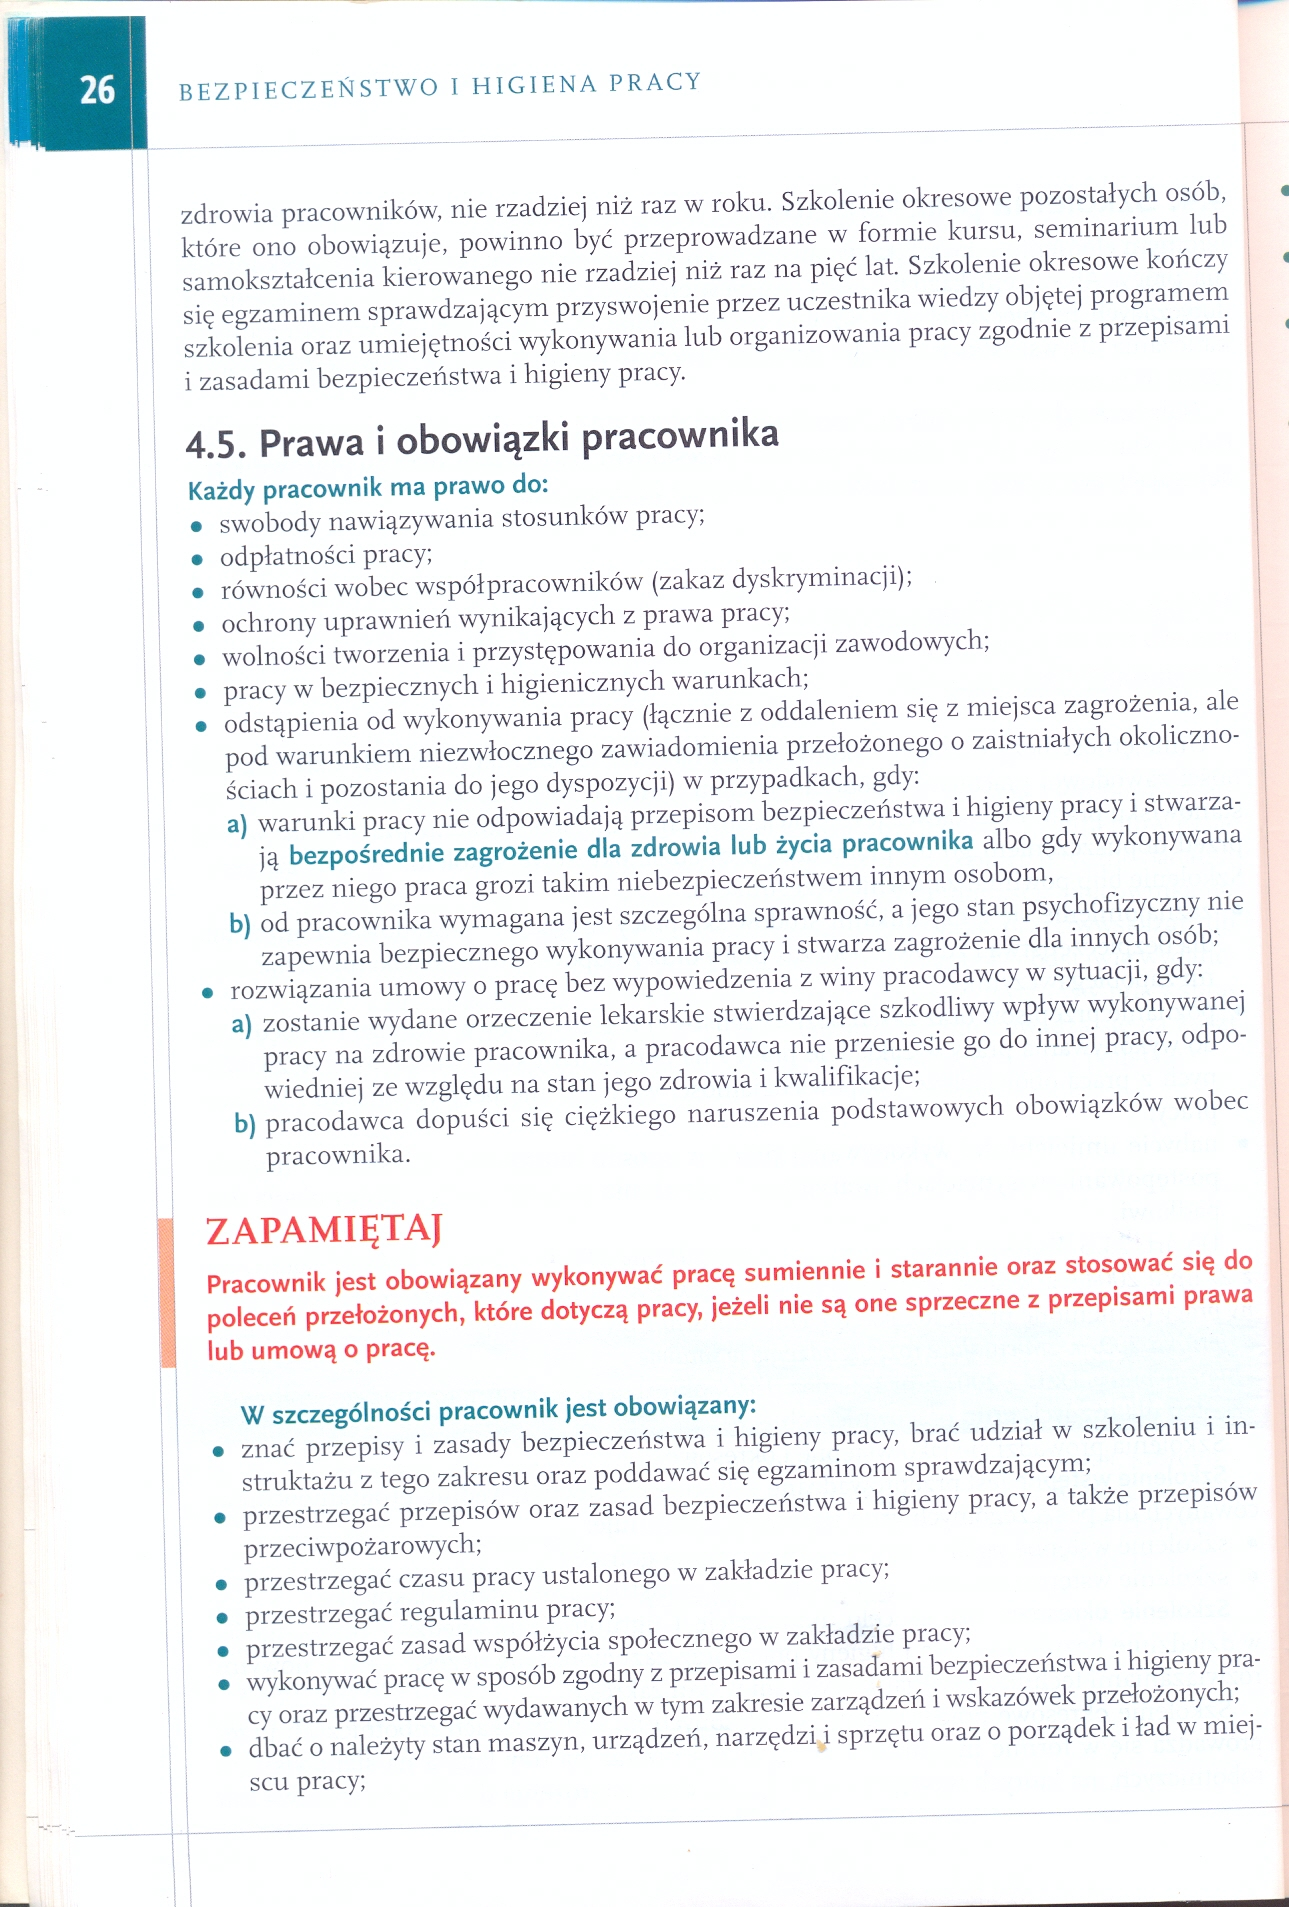 26
BEZPIECZEŃSTWO I HIGIENA PRACY
zdrowia pracowników, nie rzadziej niż raz w roku. Szkolenie okresowe pozostałych osób,
które ono obowiązuje, powinno być przeprowadzane w formie kursu, seminarium lub
samokształcenia kierowanego nie rzadziej niż raz na pięć lat. Szkolenie okresowe kończy
się egzaminem sprawdzającym przyswojenie przez uczestnika wiedzy objętej programem
szkolenia oraz umiejętności wykonywania lub organizowania pracy zgodnie z przepisami
i zasadami bezpieczeństwa i higieny pracy.
4.5. Prawa i obowiązki pracownika
Każdy pracownik ma prawo do:
• swobody nawiązywania stosunków pracy;
• odpłatności pracy;
• równości wobec współpracowników (zakaz dyskryminacji);
• ochrony uprawnień wynikających z prawa pracy;
• wolności tworzenia i przystępowania do organizacji zawodowych;
• pracy w bezpiecznych i higienicznych warunkach;
• odstąpienia od wykonywania pracy (łącznie z oddaleniem się z miejsca zagrożenia, ale
pod warunkiem niezwłocznego zawiadomienia przełożonego o zaistniałych okoliczno-
ściach i pozostania do jego dyspozycji) w przypadkach, gdy:
a) warunki pracy nie odpowiadają przepisom bezpieczeństwa i higieny pracy i stwarza-
ją bezpośrednie zagrożenie dla zdrowia lub życia pracownika albo gdy wykonywana
przez niego praca grozi takim niebezpieczeństwem innym osobom,
b) od pracownika wymagana jest szczególna sprawność, a jego stan psychofizyczny nie
zapewnia bezpiecznego wykonywania pracy i stwarza zagrożenie dla innych osób;
• rozwiązania umowy o pracę bez wypowiedzenia z winy pracodawcy w sytuacji, gdy:
a) zostanie wydane orzeczenie lekarskie stwierdzające szkodliwy wpływ wykonywanej
pracy na zdrowie pracownika, a pracodawca nie przeniesie go do innej pracy, odpo-
wiedniej ze względu na stan jego zdrowia i kwalifikacje;
b) pracodawca dopuści się ciężkiego naruszenia podstawowych obowiązków wobec
pracownika.
ZAPAMIĘTAJ
Pracownik jest obowiązany wykonywać pracę sumiennie i starannie oraz stosować się do
poleceń przełożonych, które dotyczą pracy, jeżeli nie są one sprzeczne z przepisami prawa
lub umową o pracę.
W szczególności pracownik jest obowiązany:
• znać przepisy i zasady bezpieczeństwa i higieny pracy, brać udział w szkoleniu i in-
struktażu z tego zakresu oraz poddawać się egzaminom sprawdzającym;
• przestrzegać przepisów oraz zasad bezpieczeństwa i higieny pracy, a także przepisów
przeciwpożarowych;
• przestrzegać czasu pracy ustalonego w zakładzie pracy;
• przestrzegać regulaminu pracy;
• przestrzegać zasad współżycia społecznego w zakładzie pracy;
• wykonywać pracę w sposób zgodny z przepisami i zasadami bezpieczeństwa i higieny pra-
cy oraz przestrzegać wydawanych w tym zakresie zarządzeń i wskazówek przełożonych;
• dbać o należyty stan maszyn, urządzeń, narzędzi i sprzętu oraz o porządek i ład w miej-
scu pracy;